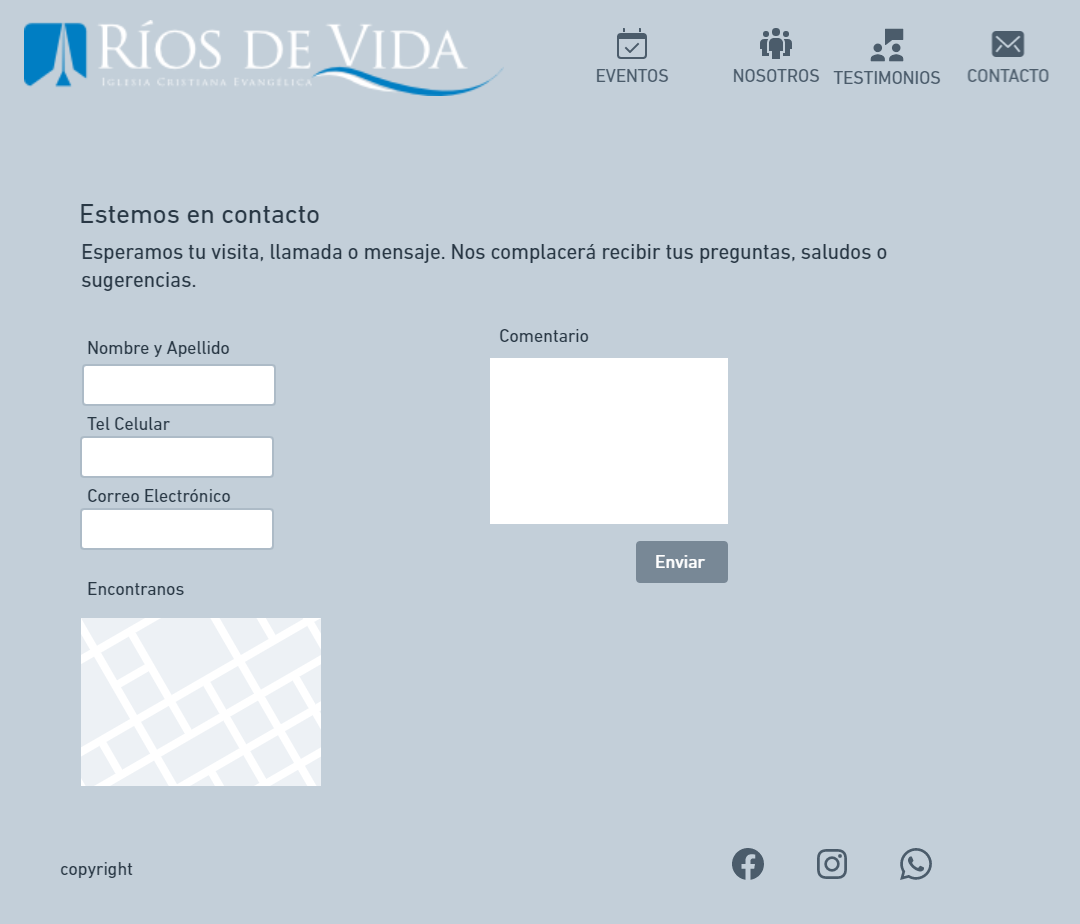 RÍOS DE VIDA
IGLESIA CRISTIANA EVANGÉLICA
EVENTOS
NOSOTROS
TESTIMONIOS
CONTACTO
Estemos en contacto
Esperamos tu visita, llamada o mensaje. Nos complacerá recibir tus preguntas, saludos o
sugerencias.
Nombre y Apellido
Tel Celular
Correo Electrónico
Comentario
Enviar
Encontranos
copyright